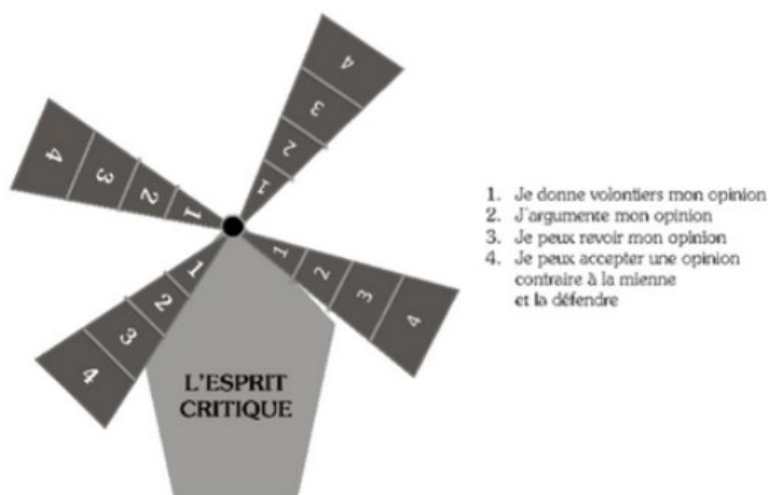 4
3
2
1
4
3
2
1
1
2
3
4
1
2
3
4
L'ESPRIT
CRITIQUE
1. Je donne volontiers mon opinion
2. J'argumente mon opinion
3. Je peux revoir mon opinion
4. Je peux accepter une opinion
contraire à la mienne
et la défendre